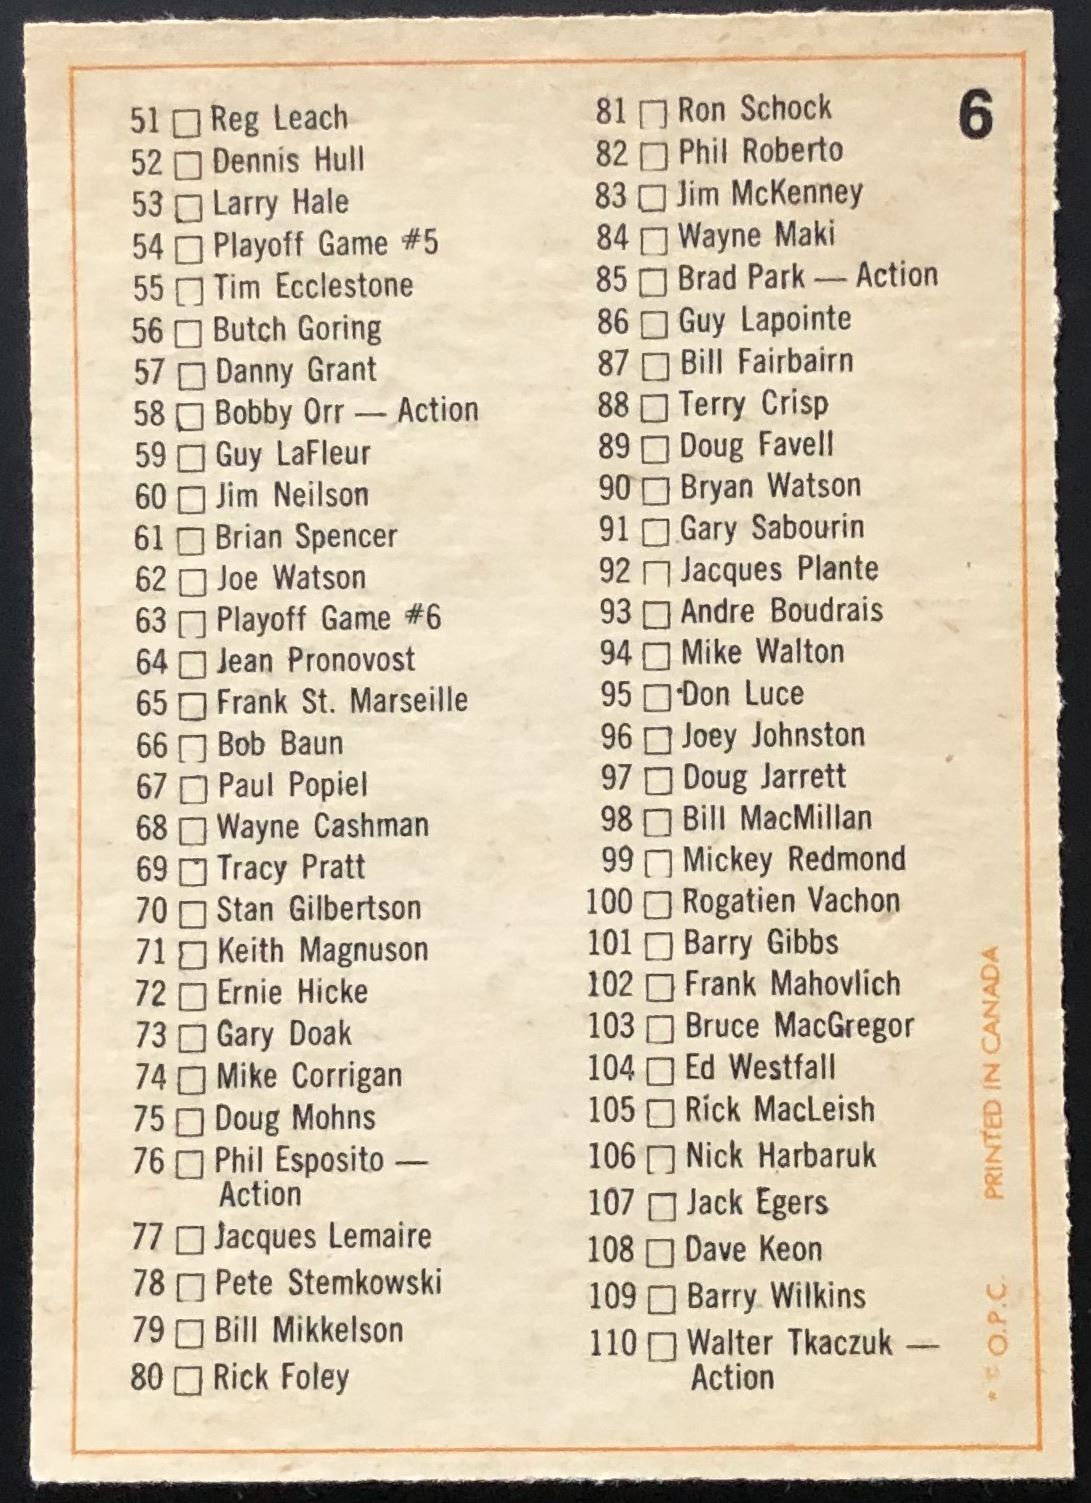 6
51 Reg Leach
52 Dennis Hull
53 Larry Hale
54 Playoff Game #5
55 Tim Ecclestone
56 Butch Goring
57 Danny Grant
58 Bobby Orr — Action
59 Guy LaFleur
60 Jim Neilson
61 Brian Spencer
62 Joe Watson
63 Playoff Game #6
64 Jean Pronovost
65 Frank St. Marseille
66 Bob Baun
67 Paul Popiel
68 Wayne Cashman
69 Tracy Pratt
70 Stan Gilbertson
71 Keith Magnuson
72 Ernie Hicke
73 Gary Doak
74 Mike Corrigan
75 Doug Mohns
76 Phil Esposito —
Action
77 Jacques Lemaire
78 Pete Stemkowski
79 Bill Mikkelson
80 Rick Foley
81 Ron Schock
82 Phil Roberto
83 Jim McKenney
84 Wayne Maki
85 Brad Park — Action
86 Guy Lapointe
87 Bill Fairbairn
88 Terry Crisp
89 Doug Favell
90 Bryan Watson
91 Gary Sabourin
92 Jacques Plante
93 Andre Boudrais
94 Mike Walton
95 Don Luce
96 Joey Johnston
97 Doug Jarrett
98 Bill MacMillan
99 Mickey Redmond
100 Rogatien Vachon
101 Barry Gibbs
102 Frank Mahovlich
103 Bruce MacGregor
104 Ed Westfall
105 Rick MacLeish
106 Nick Harbaruk
107 Jack Egers
108 Dave Keon
109 Barry Wilkins
110 Walter Tkaczuk —
Action
* © O.P.C. PRINTED IN CANADA